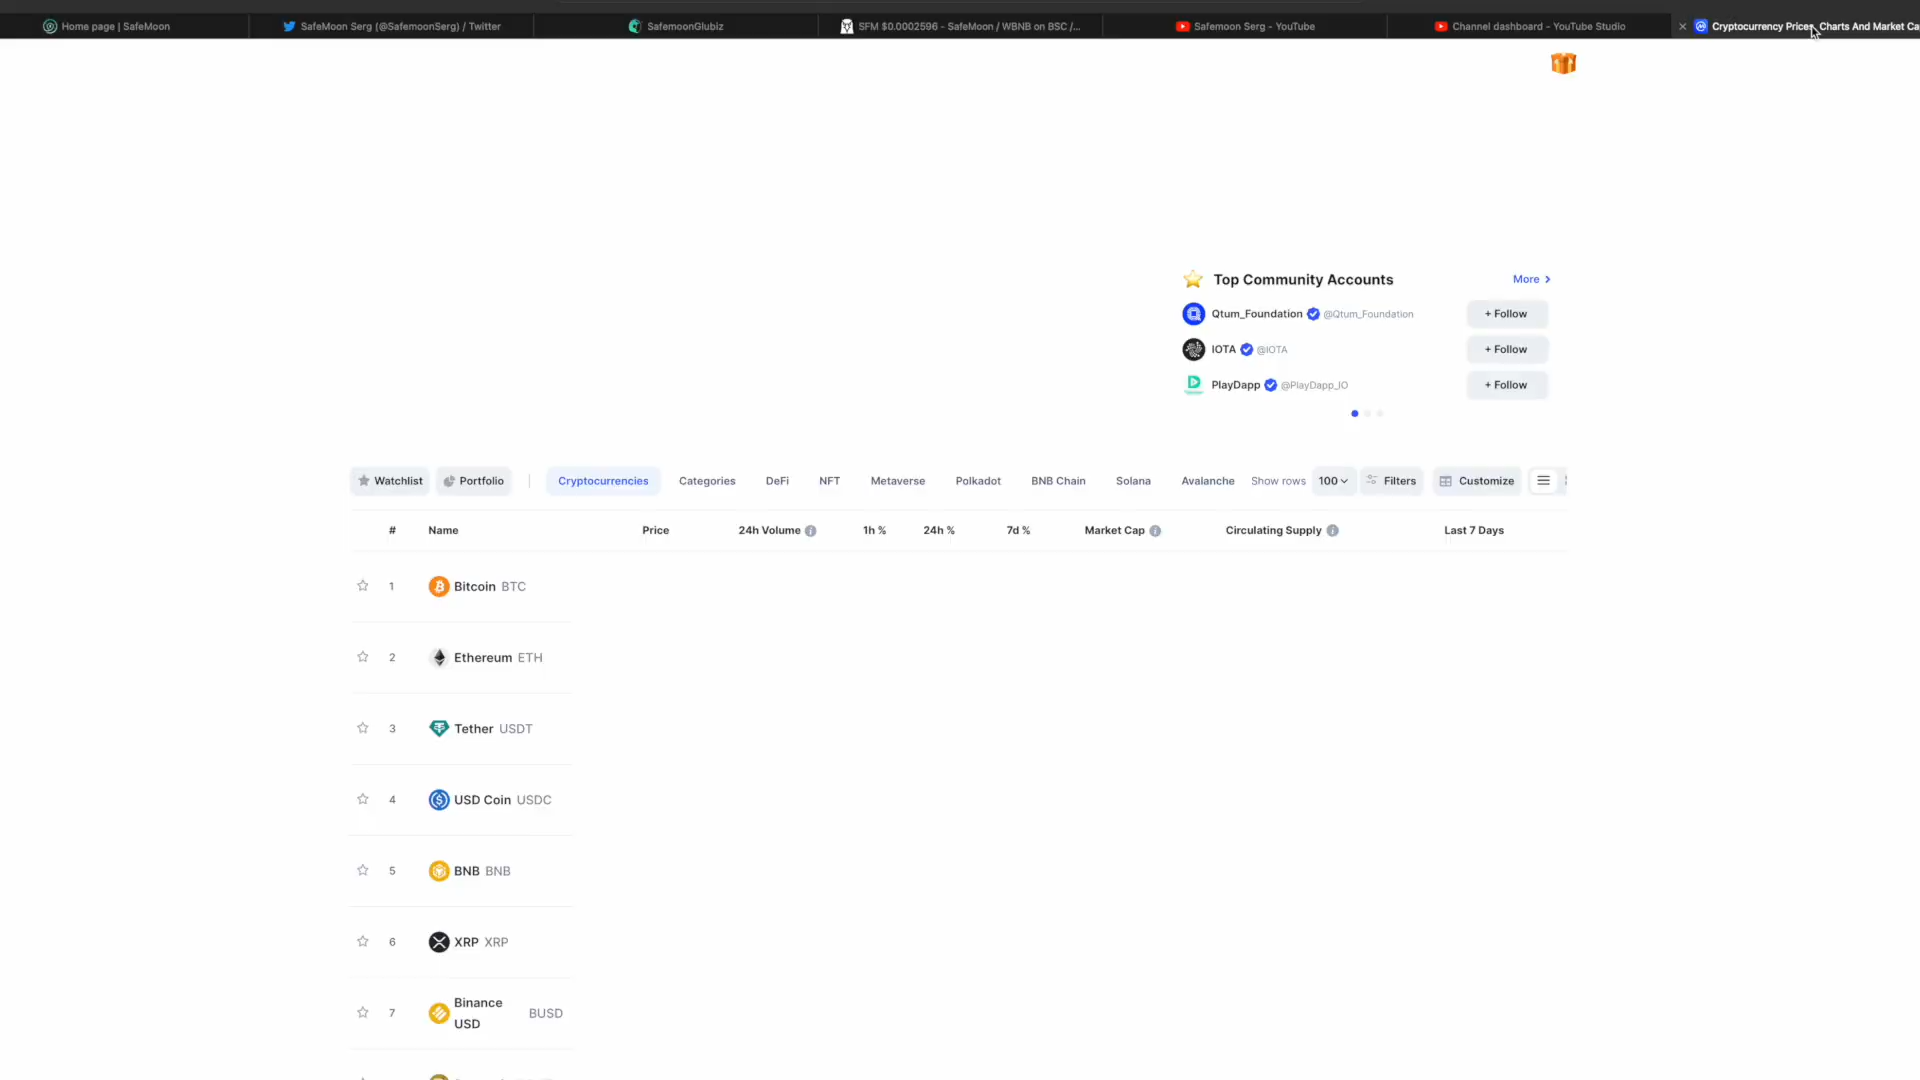 Home page | SafeMoon
SafeMoon Serg (@SafemoonSerg) / Twitter
SafemoonGlubiz
SFM $0.0002596 - SafeMoon / WBNB on BSC /...
Safemoon Serg - YouTube
Channel dashboard - YouTube Studio
Cryptocurrency Prices, Charts And Market Ca
Top Community Accounts
More >
Qtum_Foundation @Qtum_Foundation
+ Follow
IOTA @IOTA
+ Follow
PlayDapp @PlayDapp_IO
+ Follow
Watchlist
Portfolio
Cryptocurrencies
Categories
DeFi
NFT
Metaverse
Polkadot
BNB Chain
Solana
Avalanche
Show rows
100
Filters
Customize
# Name Price 24h Volume 1h % 24h % 7d % Market Cap Circulating Supply Last 7 Days
1 Bitcoin BTC
2 Ethereum ETH
3 Tether USDT
4 USD Coin USDC
5 BNB BNB
6 XRP XRP
7 Binance USD BUSD